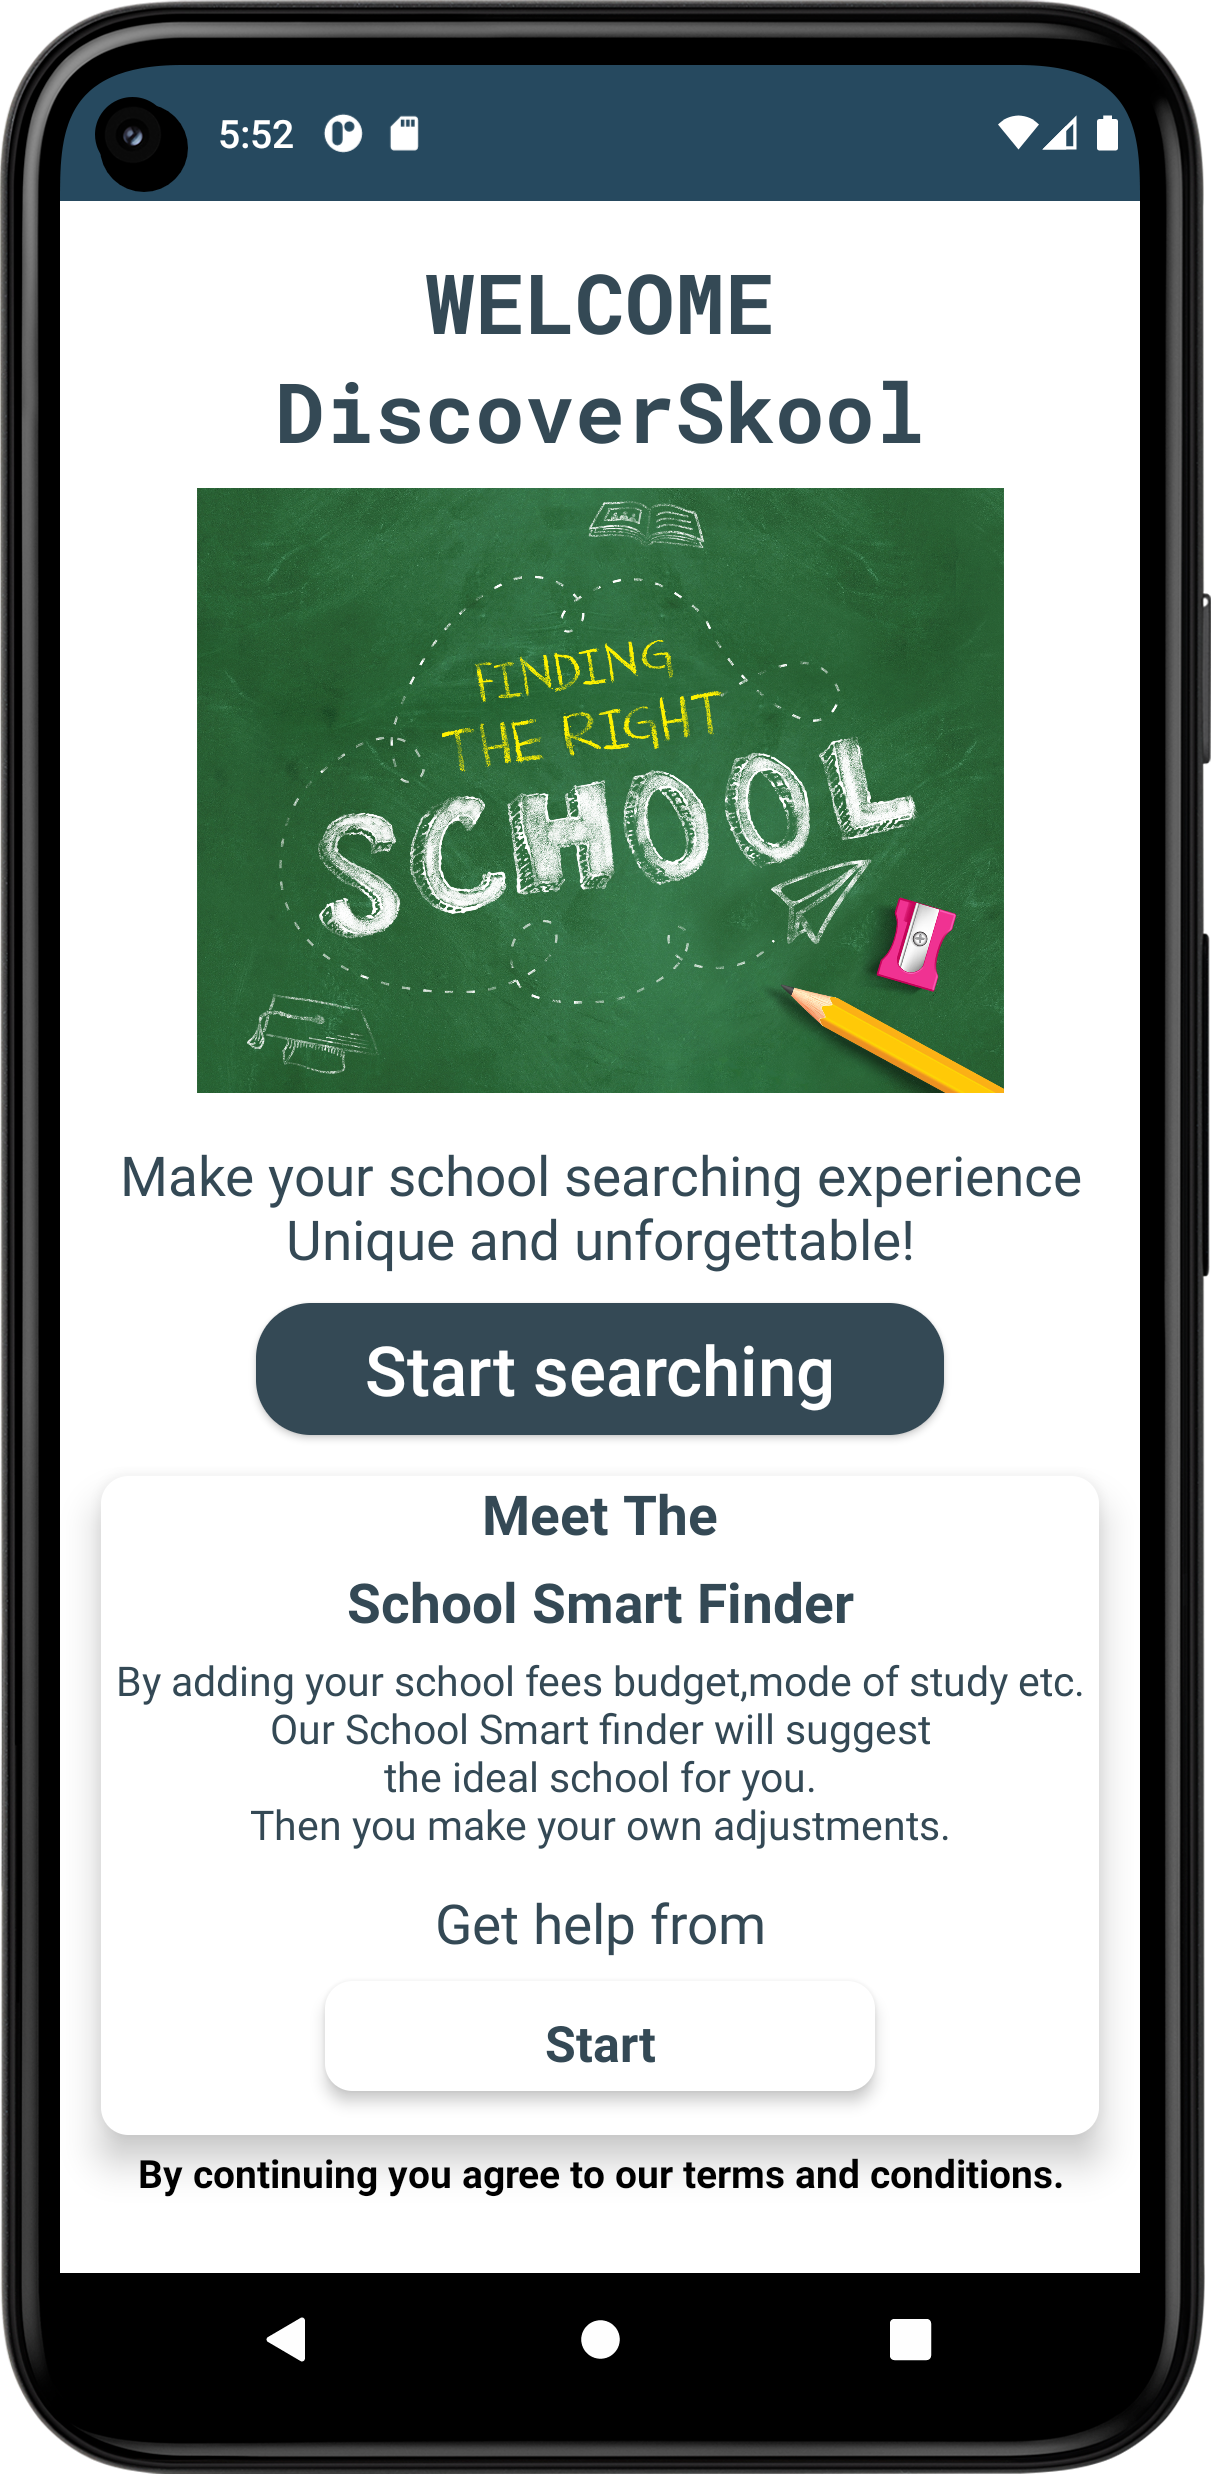 5:52
WELCOME
DiscoverSkool
FINDING
THE RIGHT
SCHOOL
Make your school searching experience
Unique and unforgettable!
Start searching
Meet The
School Smart Finder
By adding your school fees budget,mode of study etc.
Our School Smart finder will suggest
the ideal school for you.
Then you make your own adjustments.
Get help from
Start
By continuing you agree to our terms and conditions.